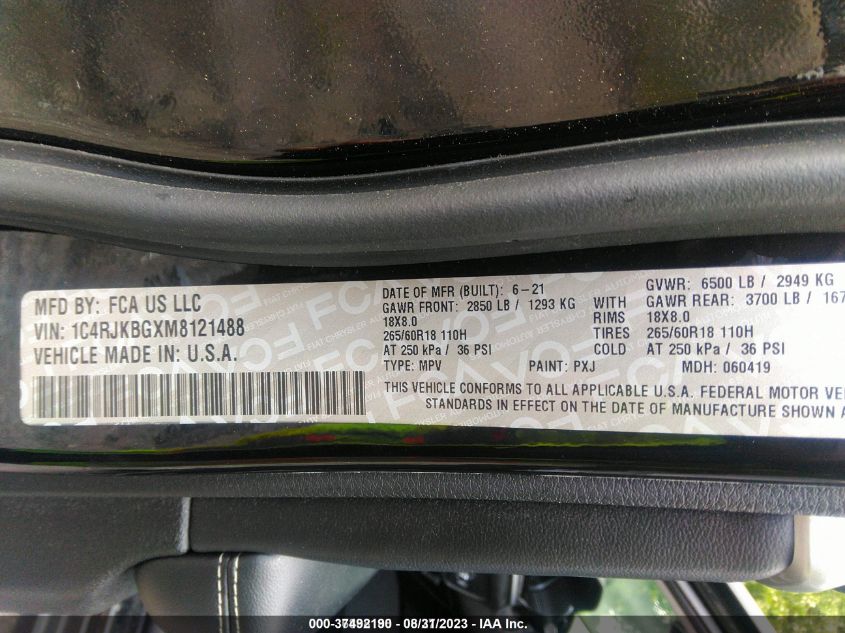 MFD BY: FCA US LLC
VIN: 1C4RJKBGXM8121488
VEHICLE MADE IN: U.S.A.
DATE OF MFR (BUILT): 6-21 GVWR: 6500 LB / 2949 KG
GAWR FRONT: 2850 LB / 1293 KG WITH GAWR REAR: 3700 LB / 167
18X8.0 RIMS 18X8.0
265/60R18 110H TIRES 265/60R18 110H
AT 250 kPa / 36 PSI COLD AT 250 kPa / 36 PSI
TYPE: MPV PAINT: PXJ MDH: 060419
THIS VEHICLE CONFORMS TO ALL APPLICABLE U.S.A. FEDERAL MOTOR VE
STANDARDS IN EFFECT ON THE DATE OF MANUFACTURE SHOWN A
000-37492190 - 08/31/2023 - IAA Inc.